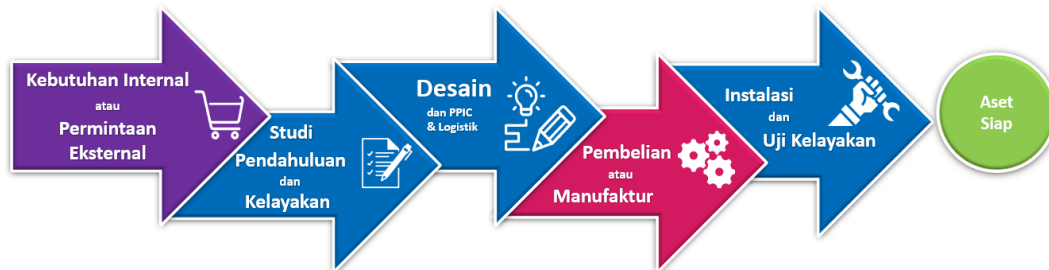 Kebutuhan Internal
atau
Permintaan
Eksternal
Studi
Pendahuluan
dan
Kelayakan
Desain
dan PPIC
& Logistik
Pembelian
atau
Manufaktur
Instalasi
dan
Uji Kelayakan
Aset
Siap